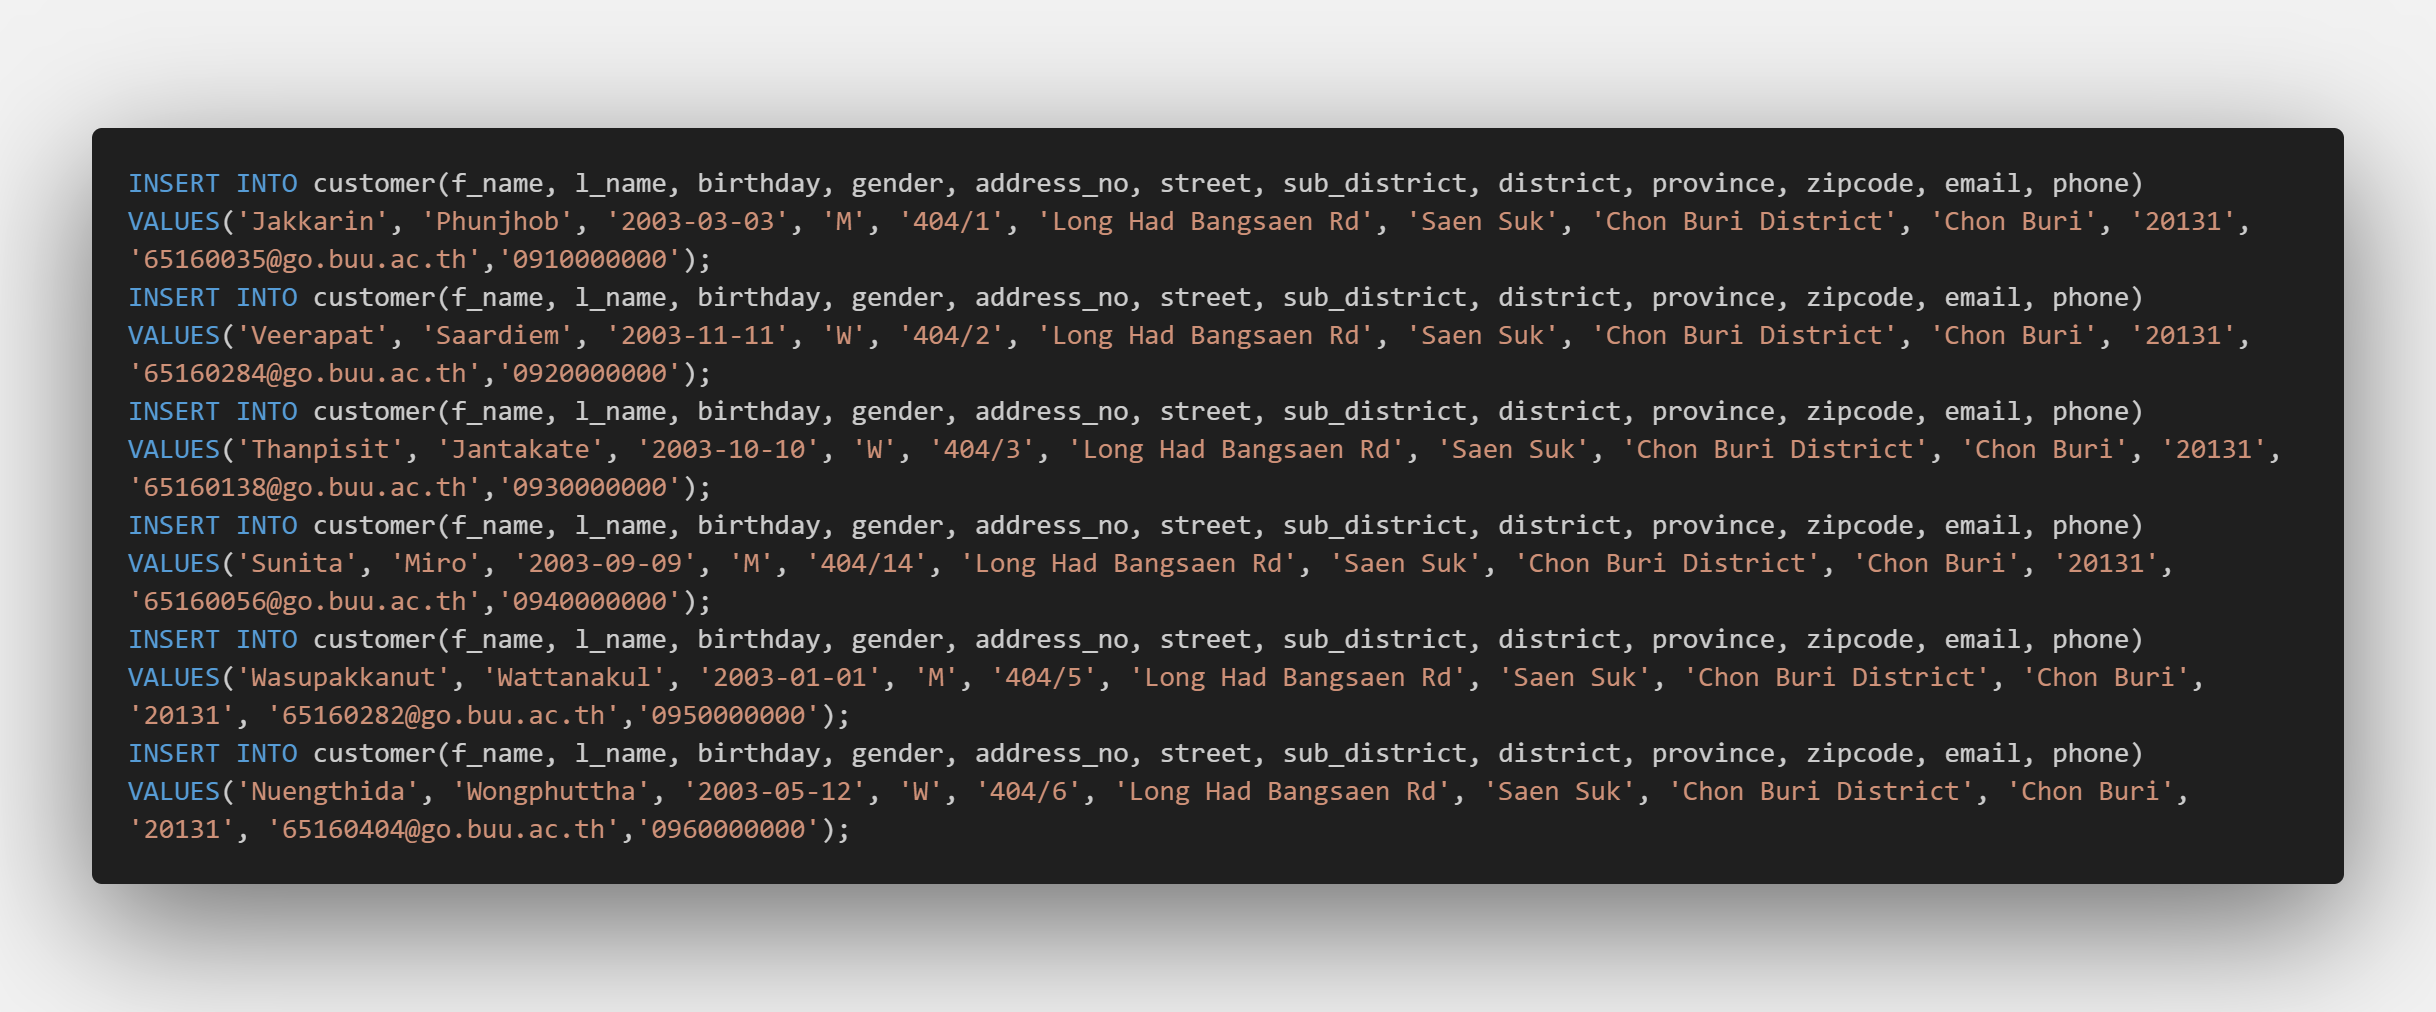 INSERT INTO customer(f_name, l_name, birthday, gender, address_no, street, sub_district, district, province, zipcode, email, phone)
VALUES('Jakkarin', 'Phunjhob', '2003-03-03', 'M', '404/1', 'Long Had Bangsaen Rd', 'Saen Suk', 'Chon Buri District', 'Chon Buri', '20131',
'65160035@go.buu.ac.th','0910000000');
INSERT INTO customer(f_name, l_name, birthday, gender, address_no, street, sub_district, district, province, zipcode, email, phone)
VALUES('Veerapat', 'Saardiem', '2003-11-11', 'W', '404/2', 'Long Had Bangsaen Rd', 'Saen Suk', 'Chon Buri District', 'Chon Buri', '20131',
'65160284@go.buu.ac.th','0920000000');
INSERT INTO customer(f_name, l_name, birthday, gender, address_no, street, sub_district, district, province, zipcode, email, phone)
VALUES('Thanpisit', 'Jantakate', '2003-10-10', 'W', '404/3', 'Long Had Bangsaen Rd', 'Saen Suk', 'Chon Buri District', 'Chon Buri', '20131',
'65160138@go.buu.ac.th','0930000000');
INSERT INTO customer(f_name, l_name, birthday, gender, address_no, street, sub_district, district, province, zipcode, email, phone)
VALUES('Sunita', 'Miro', '2003-09-09', 'M', '404/14', 'Long Had Bangsaen Rd', 'Saen Suk', 'Chon Buri District', 'Chon Buri', '20131',
'65160056@go.buu.ac.th','0940000000');
INSERT INTO customer(f_name, l_name, birthday, gender, address_no, street, sub_district, district, province, zipcode, email, phone)
VALUES('Wasupakkanut', 'Wattanakul', '2003-01-01', 'M', '404/5', 'Long Had Bangsaen Rd', 'Saen Suk', 'Chon Buri District', 'Chon Buri',
'20131', '65160282@go.buu.ac.th','0950000000');
INSERT INTO customer(f_name, l_name, birthday, gender, address_no, street, sub_district, district, province, zipcode, email, phone)
VALUES('Nuengthida', 'Wongphuttha', '2003-05-12', 'W', '404/6', 'Long Had Bangsaen Rd', 'Saen Suk', 'Chon Buri District', 'Chon Buri',
'20131', '65160404@go.buu.ac.th','0960000000');